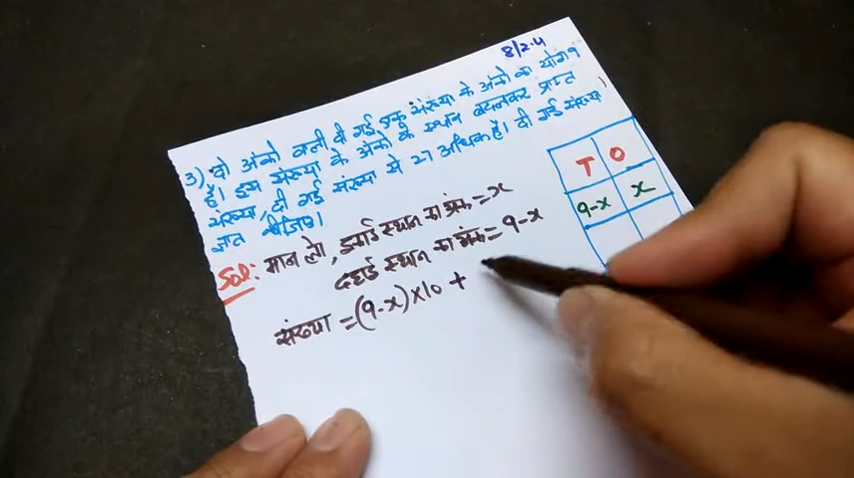 8/2.4
3) दो अंको वाली दी गई एक संख्या के अंको का योग 9
है। इस संख्या के अंको के स्थान बदलकर प्राप्त
संख्या, दी गई संख्या से 27 अधिक है। दी गई संख्या
ज्ञात कीजिए।
T O
9-x x
Sol: मान लो, इकाई स्थान का अंक = x
दहाई स्थान का अंक = 9-x
संख्या = (9-x)×10 +